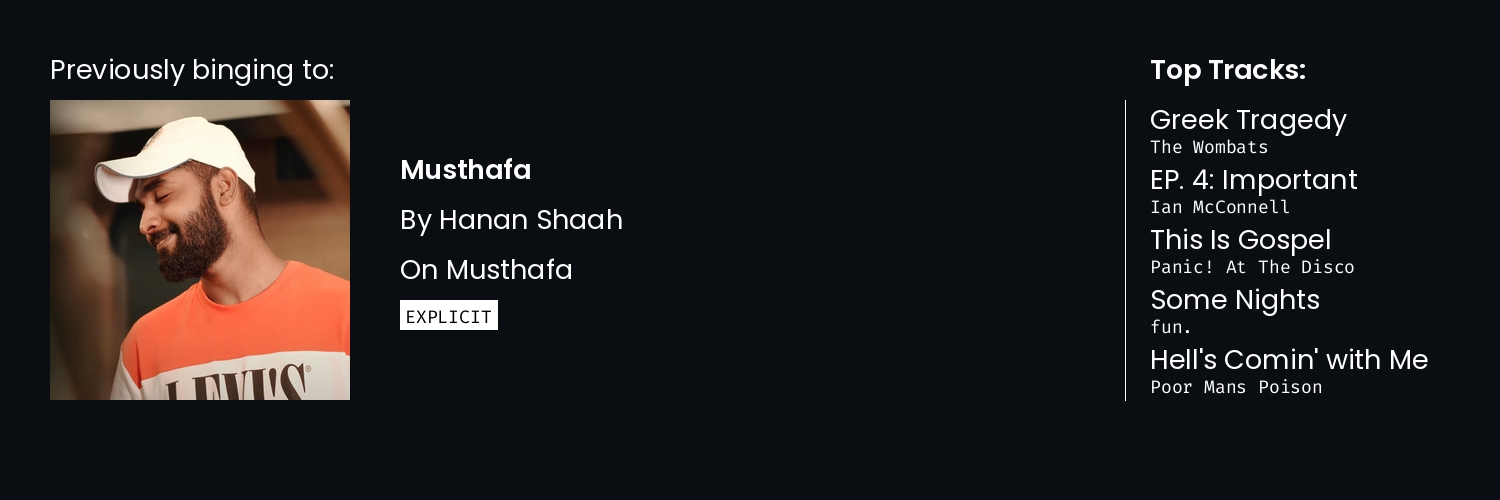 Previously binging to:
LEVI'S®
Musthafa
By Hanan Shaah
On Musthafa
EXPLICIT
Top Tracks:
Greek Tragedy
The Wombats
EP. 4: Important
Ian McConnell
This Is Gospel
Panic! At The Disco
Some Nights
fun.
Hell's Comin' with Me
Poor Mans Poison